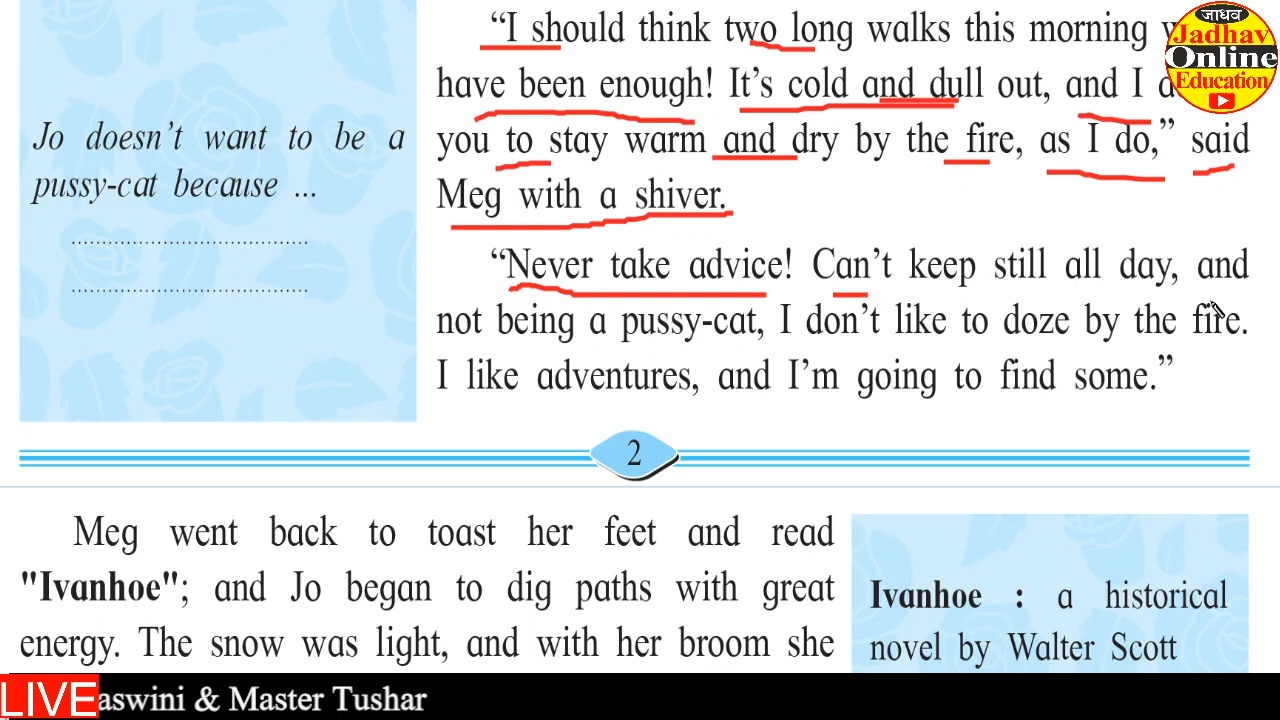 Jo doesn't want to be a
pussy-cat because ...
“I should think two long walks this morning
have been enough! It's cold and dull out, and I
you to stay warm and dry by the fire, as I do,” said
Meg with a shiver.
“Never take advice! Can't keep still all day, and
not being a pussy-cat, I don't like to doze by the fire.
I like adventures, and I'm going to find some.”
2
Meg went back to toast her feet and read
"Ivanhoe"; and Jo began to dig paths with great
energy. The snow was light, and with her broom she
Ivanhoe : a historical
novel by Walter Scott
जाधव
Jadhav
Online
Education
LIVE
aswini & Master Tushar